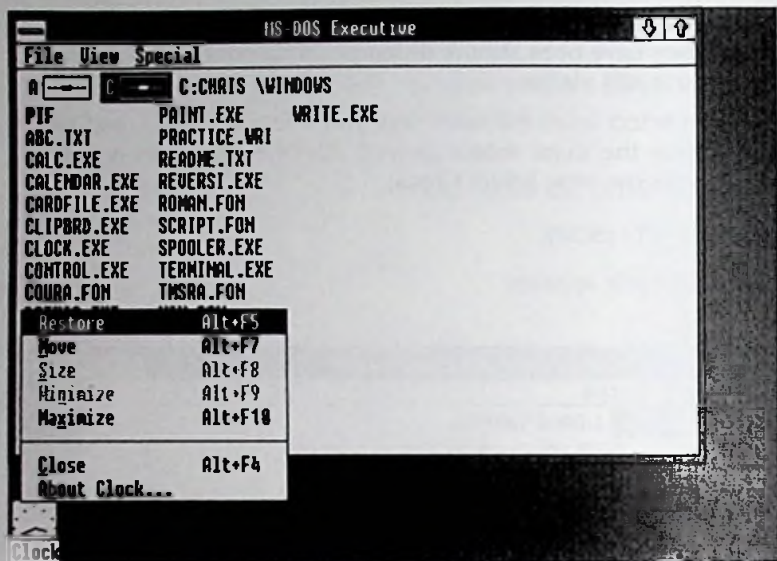 MS-DOS Executive
File View Special
A C C:CHRIS \WINDOWS
PIF PAINT.EXE WRITE.EXE
ABC.TXT PRACTICE.WRI
CALC.EXE README.TXT
CALENDAR.EXE REVERSI.EXE
CARDFILE.EXE ROMAN.FON
CLIPBRD.EXE SCRIPT.FON
CLOCK.EXE SPOOLER.EXE
CONTROL.EXE TERMINAL.EXE
COURA.FON TMSRA.FON
Restore Alt+F5
Move Alt+F7
Size Alt+F8
Minimize Alt+F9
Maximize Alt+F10
Close Alt+F4
About Clock...
Clock